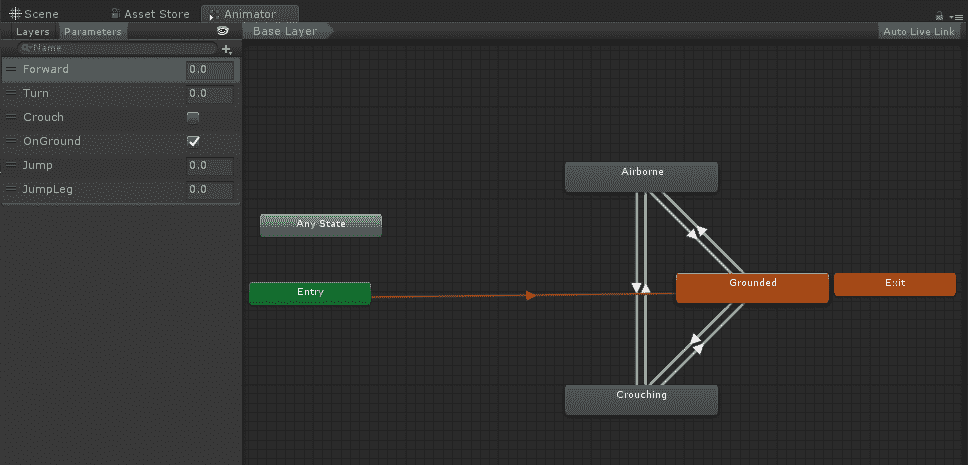 Scene Asset Store Animator
Layers Parameters
Base Layer
Auto Live Link
Name
Forward 0.0
Turn 0.0
Crouch
OnGround
Jump 0.0
JumpLeg 0.0
Airborne
Any State
Entry
Grounded
Exit
Crouching